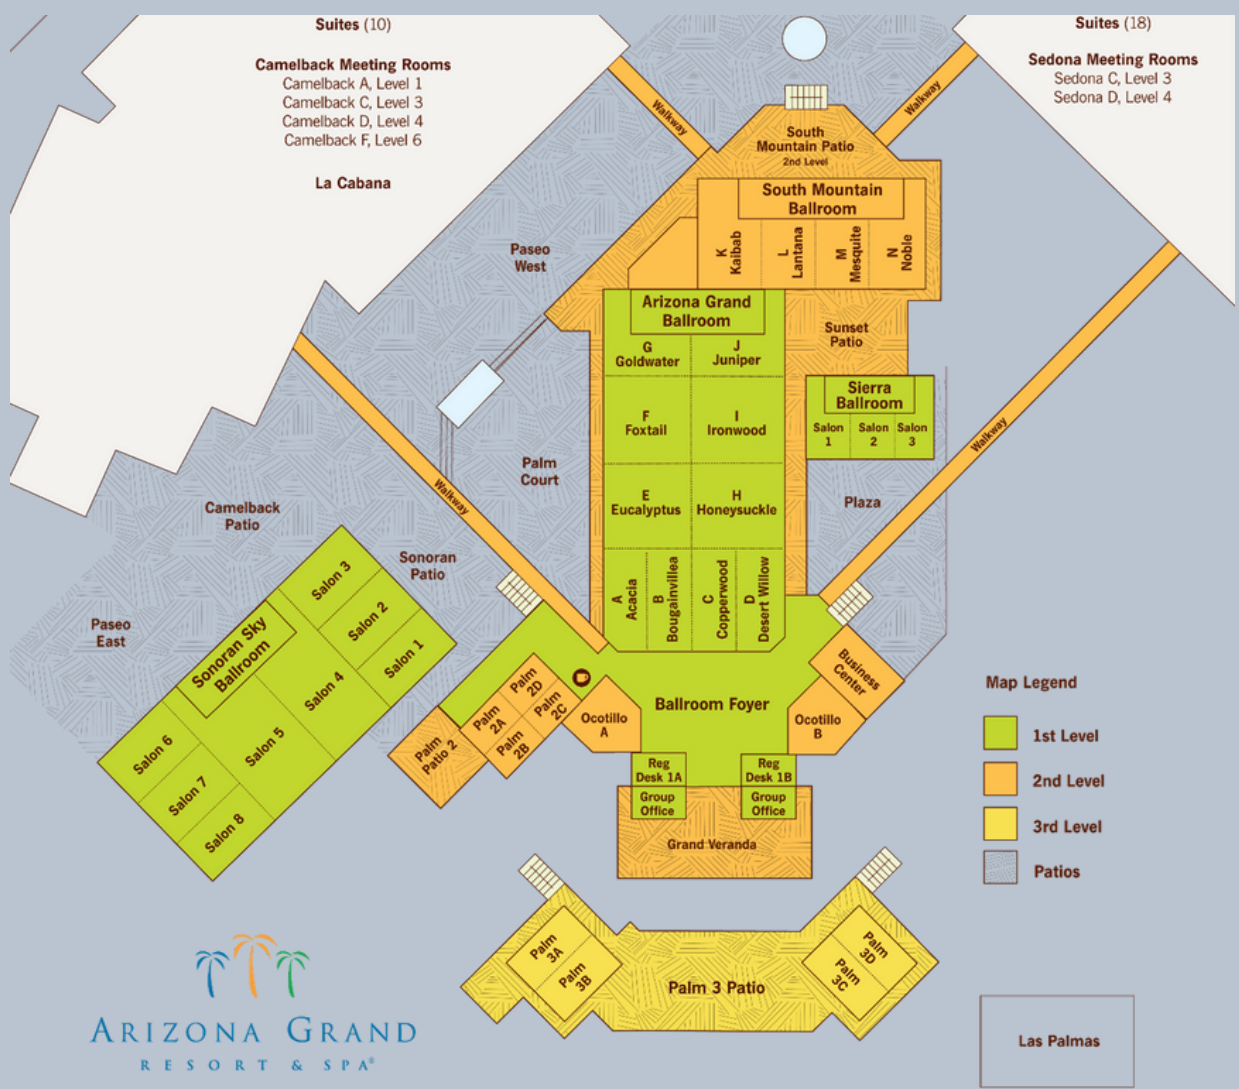 Suites (10)
Camelback Meeting Rooms
Camelback A, Level 1
Camelback C, Level 3
Camelback D, Level 4
Camelback F, Level 6
La Cabana
Suites (18)
Sedona Meeting Rooms
Sedona C, Level 3
Sedona D, Level 4
Walkway
Walkway
South
Mountain Patio
2nd Level
South Mountain
Ballroom
K
Kaibab
L
Lantana
M
Mesquite
N
Noble
Paseo
West
Arizona Grand
Ballroom
G
Goldwater
J
Juniper
Sunset
Patio
F
Foxtail
I
Ironwood
Sierra
Ballroom
Salon
1
Salon
2
Salon
3
Walkway
Palm
Court
Walkway
E
Eucalyptus
H
Honeysuckle
Plaza
Camelback
Patio
Sonoran
Patio
A
Acacia
B
Bougainvillea
C
Copperwood
D
Desert Willow
Paseo
East
Sonoran Sky
Ballroom
Salon 3
Salon 2
Salon 1
Salon 4
Salon 5
Salon 6
Salon 7
Salon 8
Palm
Patio 2
Palm
2A
Palm
2B
Palm
2D
Palm
2C
Ocotillo
A
Ballroom Foyer
Ocotillo
B
Business
Center
Reg
Desk 1A
Reg
Desk 1B
Group
Office
Group
Office
Grand Veranda
Map Legend
1st Level
2nd Level
3rd Level
Patios
Palm
3A
Palm
3B
Palm 3 Patio
Palm
3D
Palm
3C
ARIZONA GRAND
RESORT & SPA®
Las Palmas